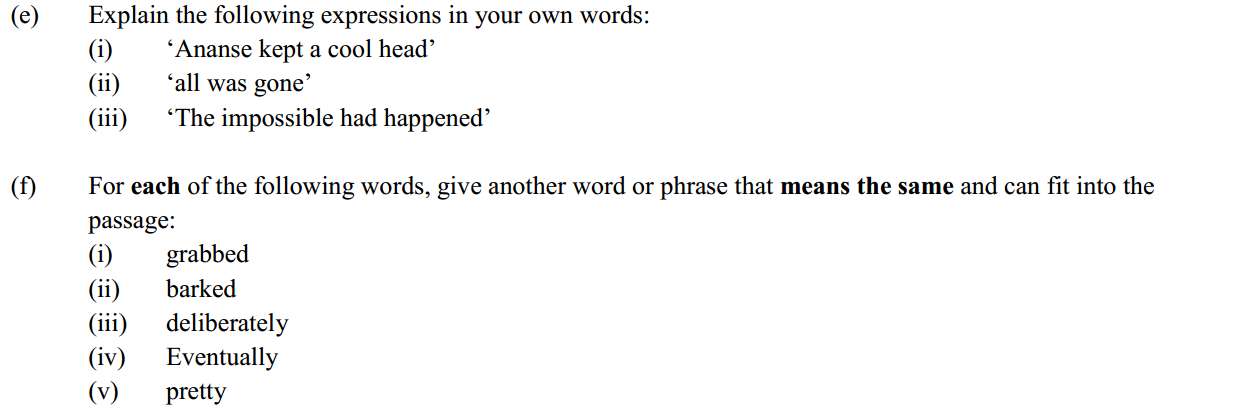 (e) Explain the following expressions in your own words:
(i) ‘Ananse kept a cool head’
(ii) ‘all was gone’
(iii) ‘The impossible had happened’
(f) For each of the following words, give another word or phrase that means the same and can fit into the
passage:
(i) grabbed
(ii) barked
(iii) deliberately
(iv) Eventually
(v) pretty